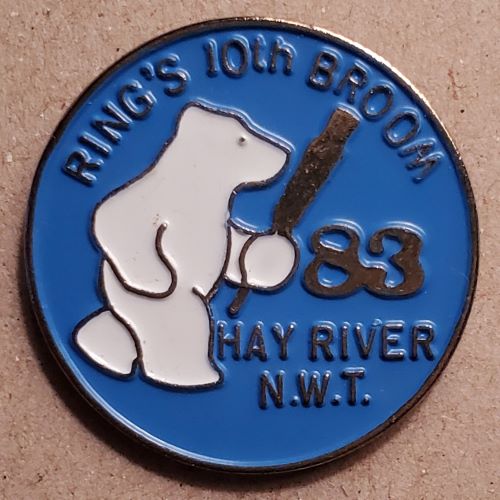 RING'S 10th BROOM
83
HAY RIVER
N.W.T.